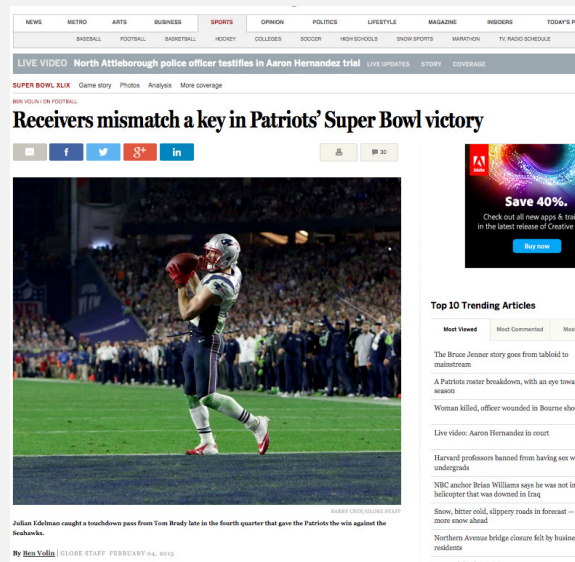 NEWS METRO ARTS BUSINESS SPORTS OPINION POLITICS LIFESTYLE MAGAZINE INSIDERS TODAY'S P
BASEBALL FOOTBALL BASKETBALL HOCKEY COLLEGES SOCCER HIGH SCHOOLS SNOW SPORTS MARATHON TV, RADIO SCHEDULE
LIVE VIDEO North Attleborough police officer testifies in Aaron Hernandez trial LIVE UPDATES STORY COVERAGE
SUPER BOWL XLIX Game story Photos Analysis More coverage
BEN VOLIN | ON FOOTBALL
Receivers mismatch a key in Patriots' Super Bowl victory
f g+ in 30
Adobe
Save 40%.
Check out all new apps & trai
in the latest release of Creative
Buy now
BARRY CHIN/GLOBE STAFF
Julian Edelman caught a touchdown pass from Tom Brady late in the fourth quarter that gave the Patriots the win against the
Seahawks.
By Ben Volin | GLOBE STAFF FEBRUARY 04, 2015
Top 10 Trending Articles
Most Viewed Most Commented Mos
The Bruce Jenner story goes from tabloid to
mainstream
A Patriots roster breakdown, with an eye towa
season
Woman killed, officer wounded in Bourne shoo
Live video: Aaron Hernandez in court
Harvard professors banned from having sex w
undergrads
NBC anchor Brian Williams says he was not in
helicopter that was downed in Iraq
Snow, bitter cold, slippery roads in forecast —
more snow ahead
Northern Avenue bridge closure felt by busine
residents